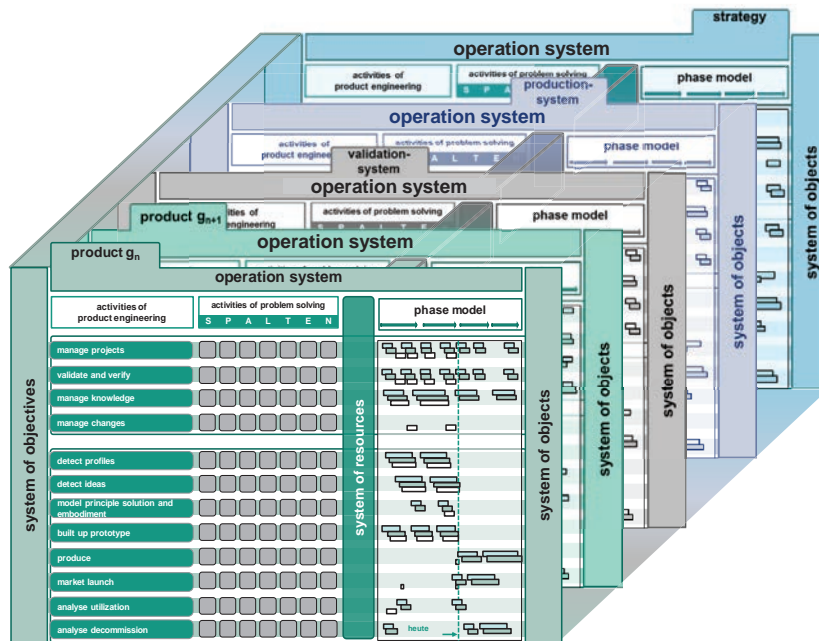 strategy
operation system
activities of
product engineering
activities of problem solving
S P A
phase model
production-
system
operation system
activities of
product engineering
activities of problem solving
A L T E
phase model
validation-
system
operation system
activities of
activities of problem solving
S P A L T E
phase model
product gn+1
operation system
product gn
operation system
activities of
product engineering
activities of problem solving
S P A L T E N
phase model
manage projects
validate and verify
manage knowledge
manage changes
detect profiles
detect ideas
model principle solution and
embodiment
built up prototype
produce
market launch
analyse utilization
analyse decommission
heute
system of objectives
system of resources
system of objects
system of objects
system of objects
system of objects
system of objects